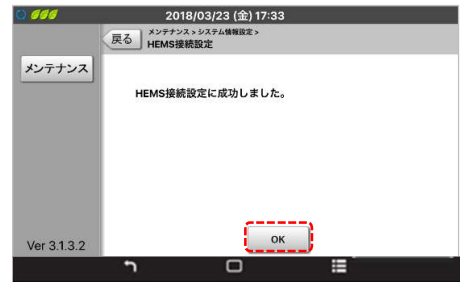 2018/03/23 (金) 17:33
戻る
メンテナンス > システム情報設定 >
HEMS接続設定
メンテナンス
HEMS接続設定に成功しました。
OK
Ver 3.1.3.2